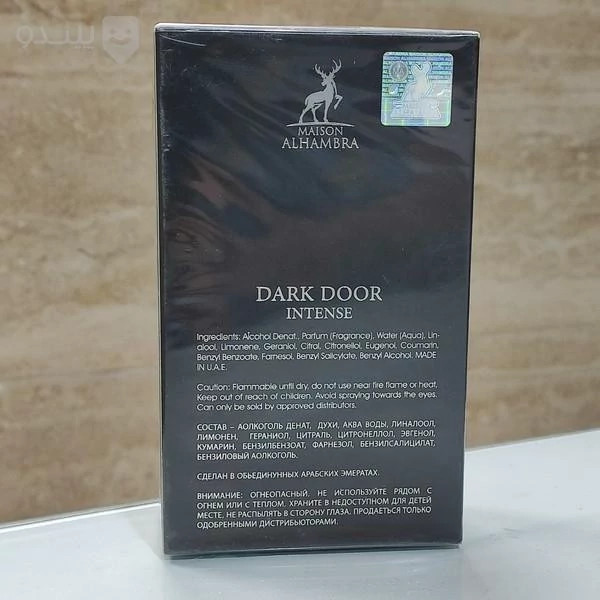 پیندو
MAISON
ALHAMBRA
DARK DOOR
INTENSE
Ingredients: Alcohol Denat., Parfum (Fragrance), Water (Aqua), Lin-
alool, Limonene, Geraniol, Citral, Citronellol, Eugenol, Coumarin,
Benzyl Benzoate, Farnesol, Benzyl Salicylate, Benzyl Alcohol. MADE
IN U.A.E.
Caution: Flammable until dry, do not use near fire flame or heat,
Keep out of reach of children. Avoid spraying towards the eyes.
Can only be sold by approved distributors.
СОСТАВ – АОЛКОГОЛЬ ДЕНАТ, ДУХИ, АКВА ВОДЫ, ЛИНАЛООЛ,
ЛИМОНЕН, ГЕРАНИОЛ, ЦИТРАЛЬ, ЦИТРОНЕЛЛОЛ, ЭВГЕНОЛ,
КУМАРИН, БЕНЗИЛБЕНЗОАТ, ФАРНЕЗОЛ, БЕНЗИЛСАЛИЦИЛАТ,
БЕНЗИЛОВЫЙ АОЛКОГОЛЬ.
СДЕЛАН В ОБЬЕДИНУННЫХ АРАБСКИХ ЭМЕРАТАХ.
ВНИМАНИЕ: ОГНЕОПАСНЫЙ. НЕ ИСПОЛЬЗУЙТЕ РЯДОМ С
ОГНЕМ ИЛИ С ТЕПЛОМ, ХРАНИТЕ В НЕДОСТУПНОМ ДЛЯ ДЕТЕЙ
МЕСТЕ, НЕ РАСПЫЛЯТЬ В СТОРОНУ ГЛАЗА. ПРОДАЕТЬСЯ ТОЛЬКО
ОДОБРЕННЫМИ ДИСТРИБЬЮТОРАМИ.